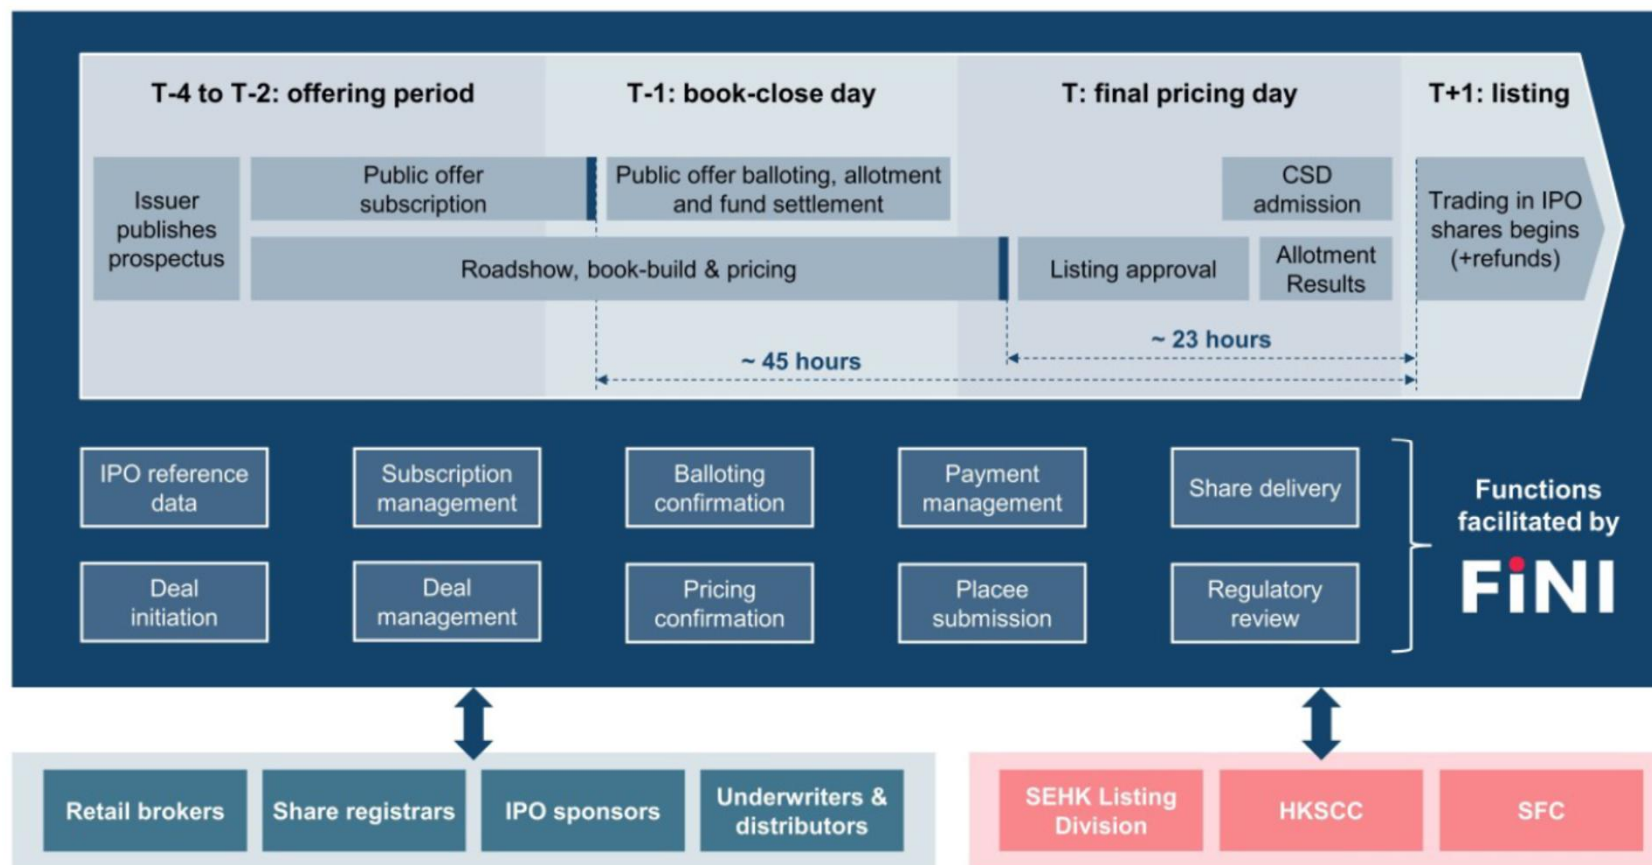 T-4 to T-2: offering period
T-1: book-close day
T: final pricing day
T+1: listing
Issuer
publishes
prospectus
Public offer
subscription
Public offer balloting, allotment
and fund settlement
CSD
admission
Trading in IPO
shares begins
(+refunds)
Roadshow, book-build & pricing
Listing approval
Allotment
Results
~ 23 hours
~ 45 hours
IPO reference
data
Subscription
management
Balloting
confirmation
Payment
management
Share delivery
Deal
initiation
Deal
management
Pricing
confirmation
Placee
submission
Regulatory
review
Functions
facilitated by
FiNI
Retail brokers
Share registrars
IPO sponsors
Underwriters &
distributors
SEHK Listing
Division
HKSCC
SFC